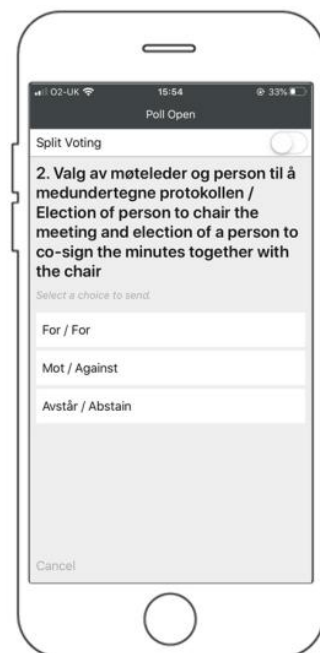 O2-UK 15:54 33%
Poll Open
Split Voting
2. Valg av møteleder og person til å
medundertegne protokollen /
Election of person to chair the
meeting and election of a person to
co-sign the minutes together with
the chair
Select a choice to send.
For / For
Mot / Against
Avstår / Abstain
Cancel